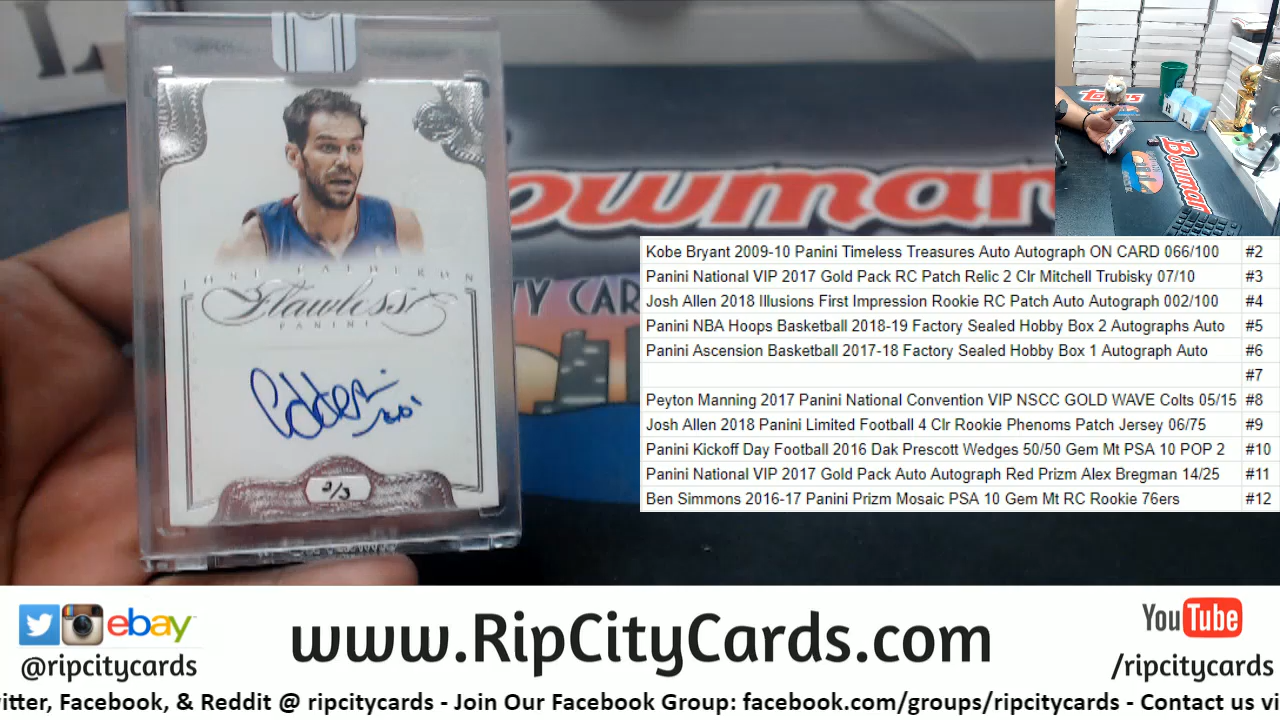 JOSE CALDERON
Flawless
PANINI
2/3
owman
TY CAR
Topps
Bowman
Kobe Bryant 2009-10 Panini Timeless Treasures Auto Autograph ON CARD 066/100 #2
Panini National VIP 2017 Gold Pack RC Patch Relic 2 Clr Mitchell Trubisky 07/10 #3
Josh Allen 2018 Illusions First Impression Rookie RC Patch Auto Autograph 002/100 #4
Panini NBA Hoops Basketball 2018-19 Factory Sealed Hobby Box 2 Autographs Auto #5
Panini Ascension Basketball 2017-18 Factory Sealed Hobby Box 1 Autograph Auto #6
#7
Peyton Manning 2017 Panini National Convention VIP NSCC GOLD WAVE Colts 05/15 #8
Josh Allen 2018 Panini Limited Football 4 Clr Rookie Phenoms Patch Jersey 06/75 #9
Panini Kickoff Day Football 2016 Dak Prescott Wedges 50/50 Gem Mt PSA 10 POP 2 #10
Panini National VIP 2017 Gold Pack Auto Autograph Red Prizm Alex Bregman 14/25 #11
Ben Simmons 2016-17 Panini Prizm Mosaic PSA 10 Gem Mt RC Rookie 76ers #12
ebay
@ripcitycards
www.RipCityCards.com
YouTube
/ripcitycards
witter, Facebook, & Reddit @ ripcitycards - Join Our Facebook Group: facebook.com/groups/ripcitycards - Contact us vi